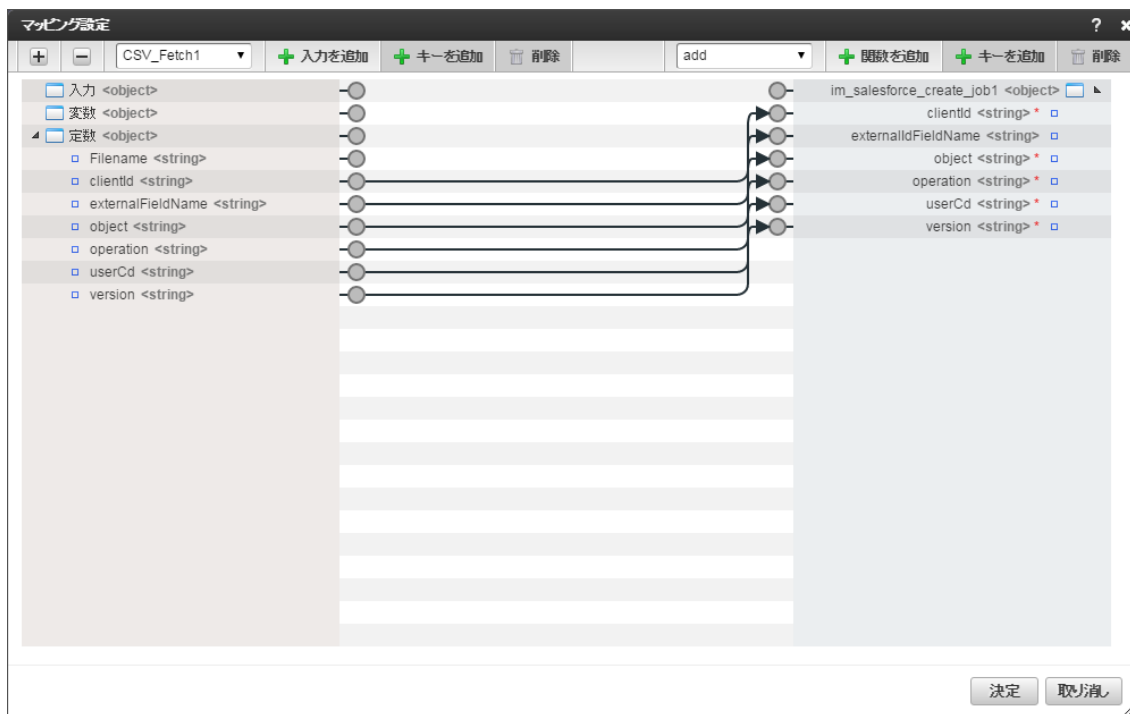 マッピング設定 ?
CSV_Fetch1 入力を追加 キーを追加 削除 add 関数を追加 キーを追加 削除
入力 <object> im_salesforce_create_job1 <object>
変数 <object> clientId <string> *
定数 <object> externalIdFieldName <string>
Filename <string> object <string> *
clientId <string> operation <string> *
externalFieldName <string> userCd <string> *
object <string> version <string> *
operation <string>
userCd <string>
version <string>
決定 取り消し